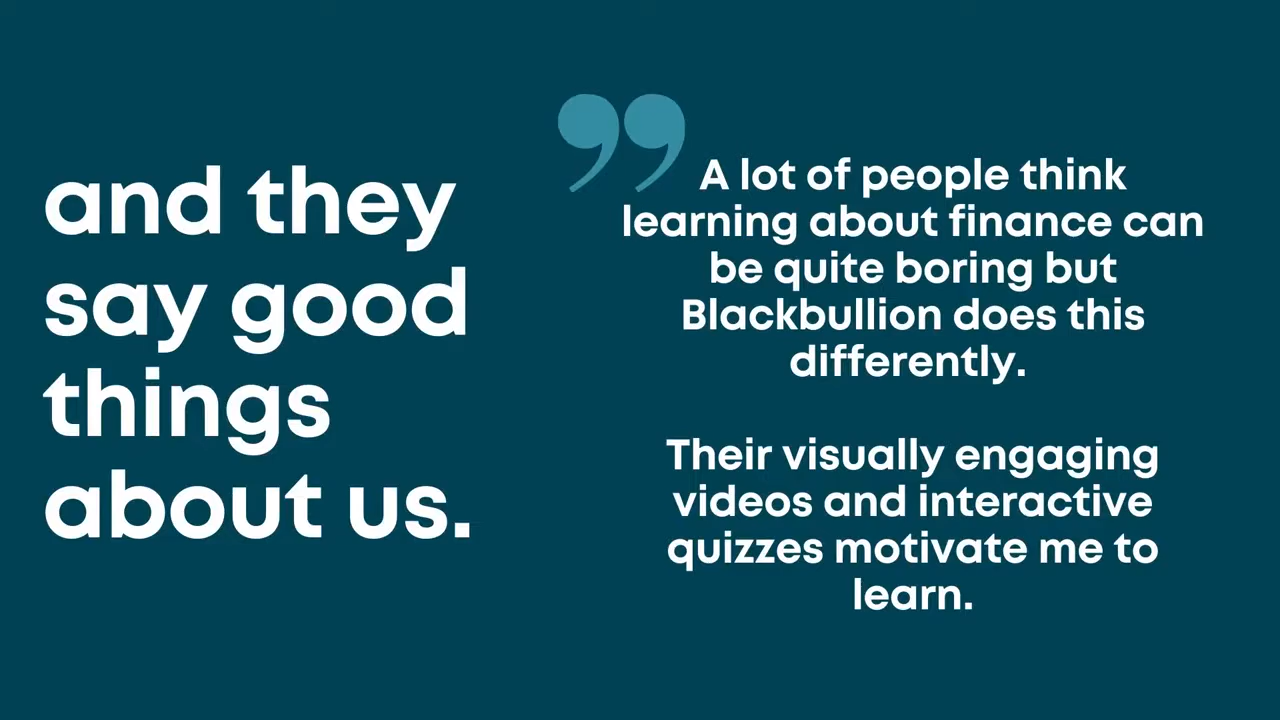 and they
say good
things
about us.
”
A lot of people think
learning about finance can
be quite boring but
Blackbullion does this
differently.
Their visually engaging
videos and interactive
quizzes motivate me to
learn.